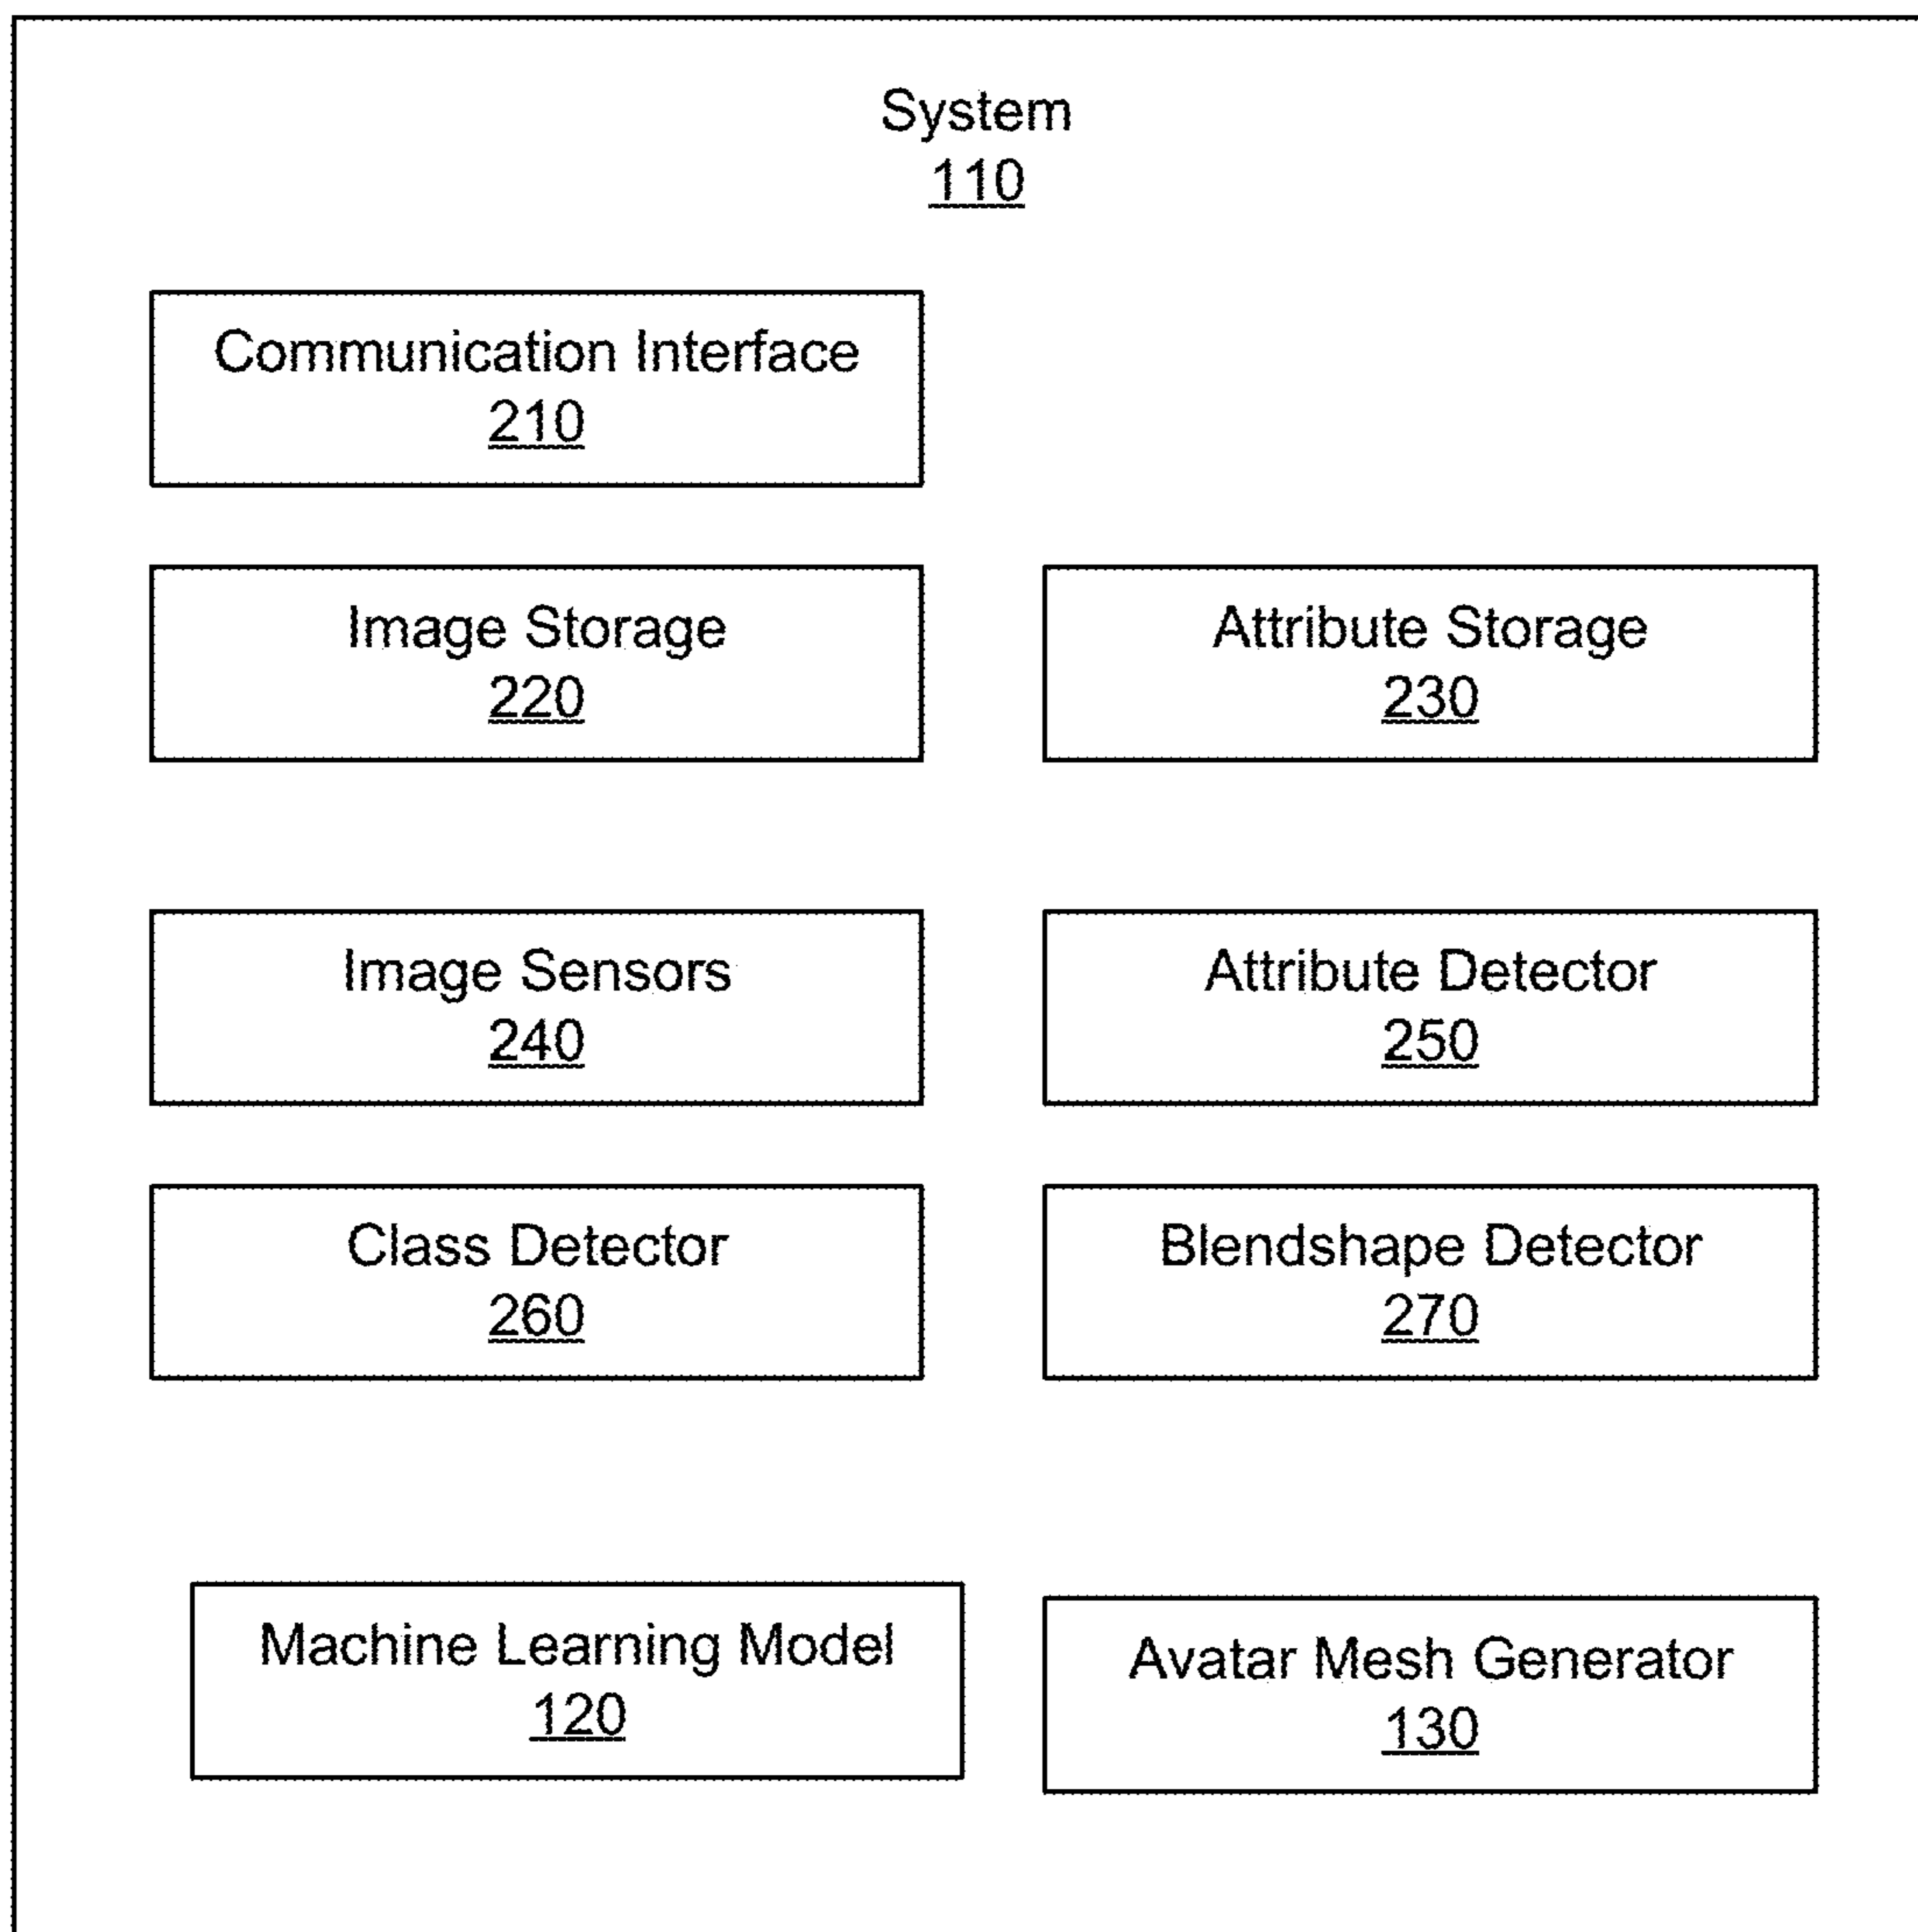 System
110
Communication Interface
210
Image Storage
220
Attribute Storage
230
Image Sensors
240
Attribute Detector
250
Class Detector
260
Blendshape Detector
270
Machine Learning Model
120
Avatar Mesh Generator
130